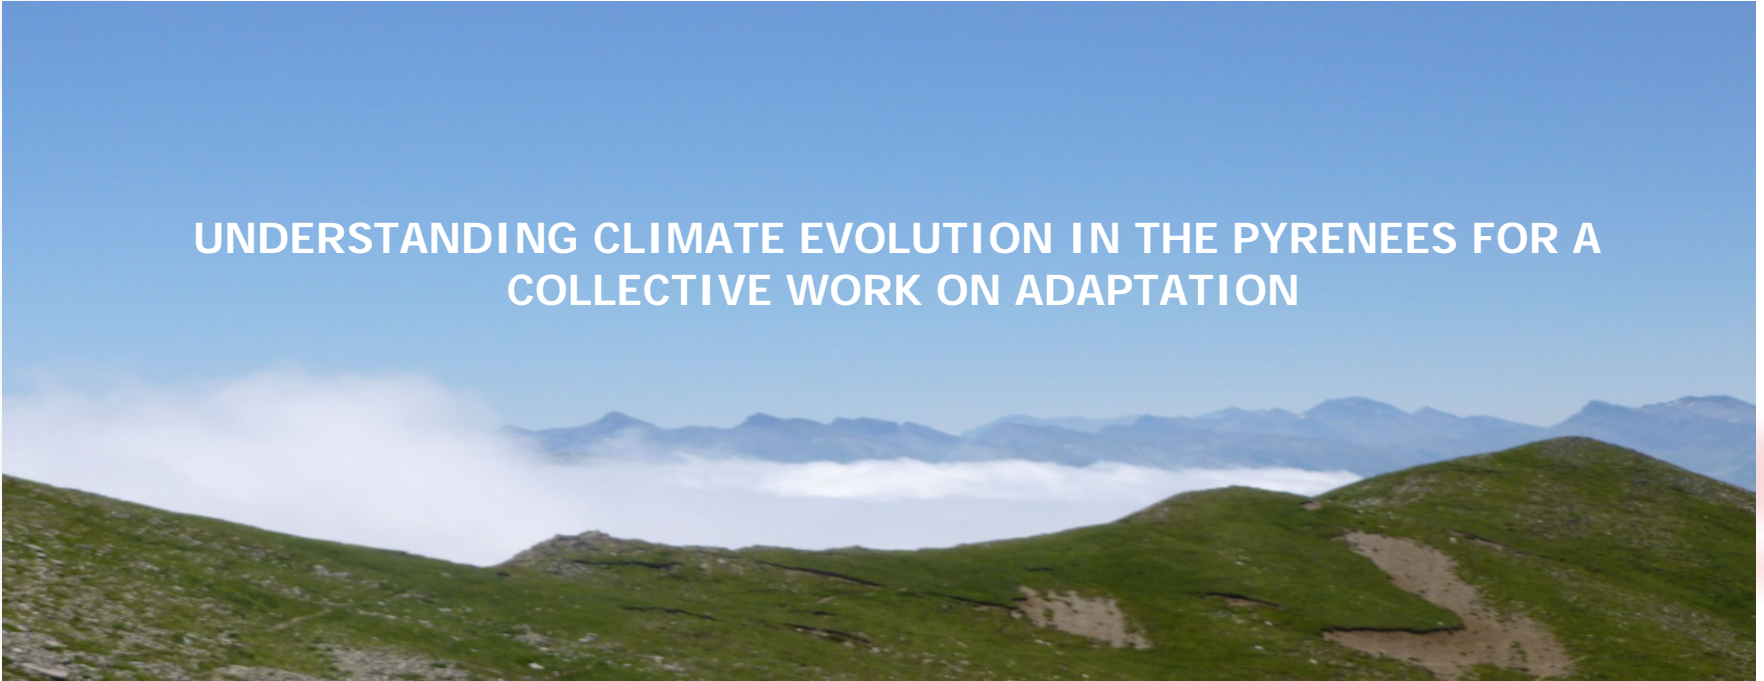 UNDERSTANDING CLIMATE EVOLUTION IN THE PYRENEES FOR A
COLLECTIVE WORK ON ADAPTATION